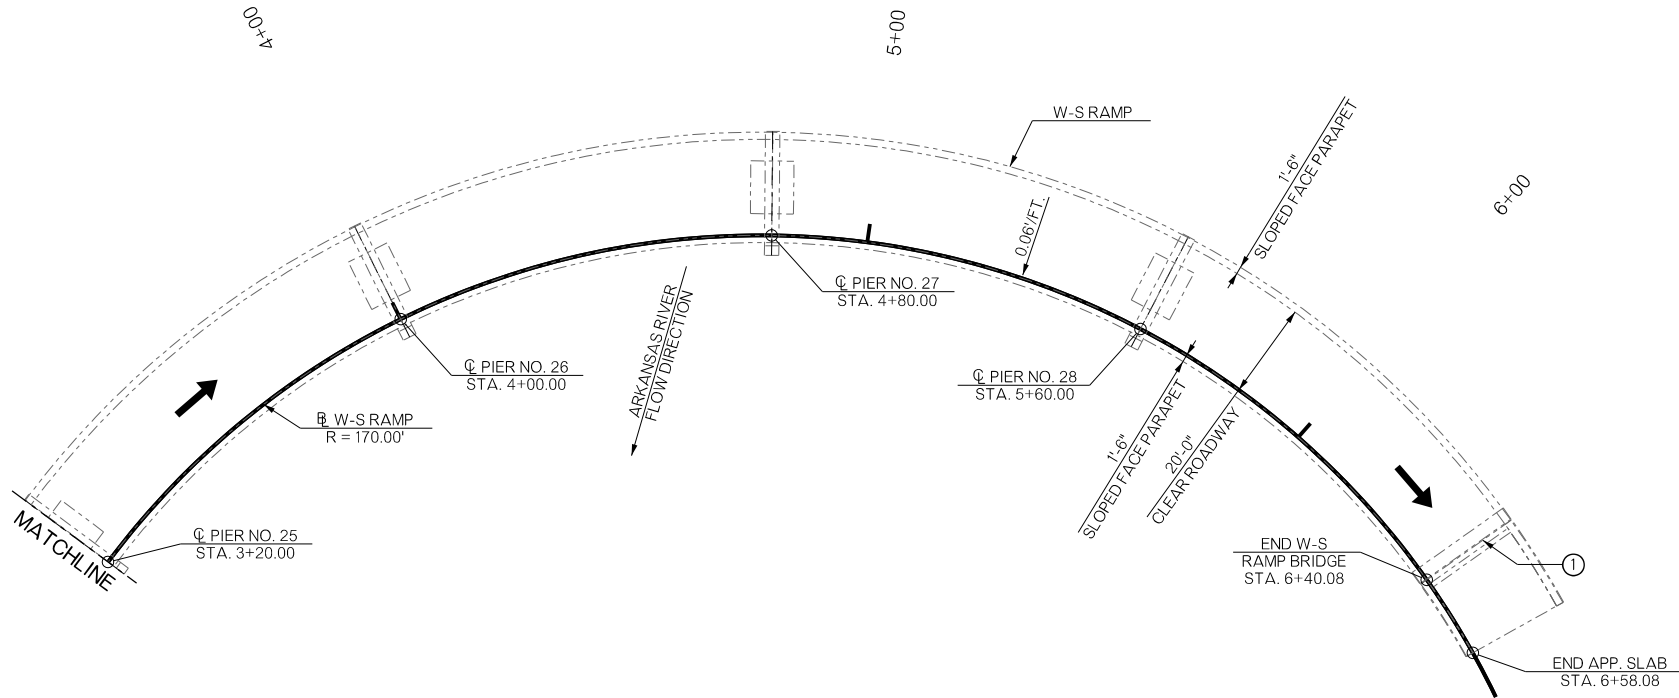 4+00
5+00
W-S RAMP
1'-6"
SLOPED FACE PARAPET
6+00
0.06'/FT.
℄ PIER NO. 27
STA. 4+80.00
ARKANSAS RIVER
FLOW DIRECTION
℄ PIER NO. 26
STA. 4+00.00
℄ PIER NO. 28
STA. 5+60.00
BL W-S RAMP
R = 170.00'
1'-6"
SLOPED FACE PARAPET
20'-0"
CLEAR ROADWAY
MATCHLINE
℄ PIER NO. 25
STA. 3+20.00
END W-S
RAMP BRIDGE
STA. 6+40.08
1
END APP. SLAB
STA. 6+58.08